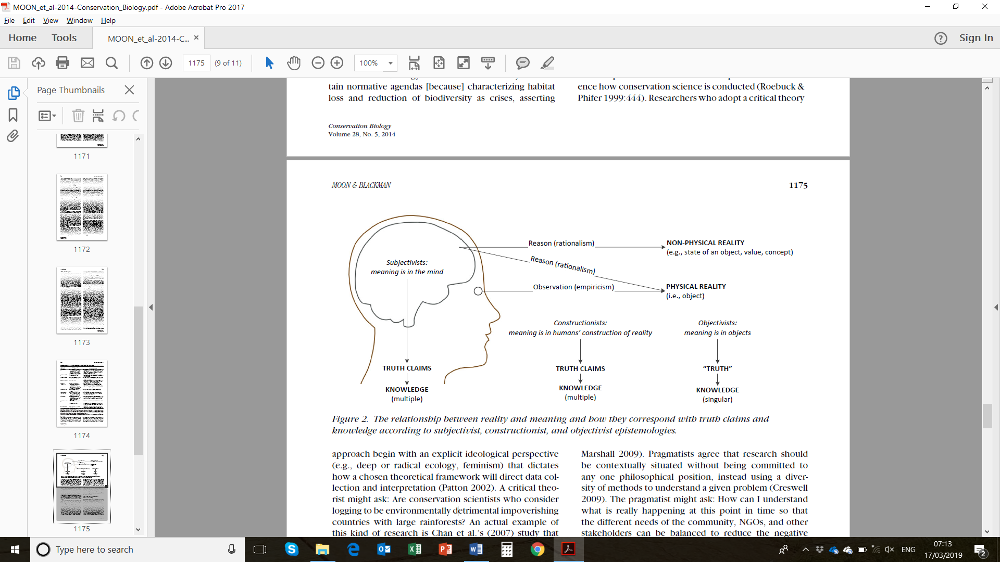 MOON_et_al-2014-Conservation_Biology.pdf - Adobe Acrobat Pro 2017
File Edit View Window Help
Home Tools MOON_et_al-2014-C... × Sign In
1175 (9 of 11) 100%
Page Thumbnails
1171
1172
1173
1174
1175
tain normative agendas [because] characterizing habitat
loss and reduction of biodiversity as crises, asserting
ence how conservation science is conducted (Roebuck &
Phifer 1999:444). Researchers who adopt a critical theory
Conservation Biology
Volume 28, No. 5, 2014
MOON & BLACKMAN
1175
Reason (rationalism)
NON-PHYSICAL REALITY
(e.g., state of an object, value, concept)
Reason (rationalism)
Subjectivists:
meaning is in the mind
Observation (empiricism)
PHYSICAL REALITY
(i.e., object)
Constructionists:
meaning is in humans’ construction of reality
Objectivists:
meaning is in objects
TRUTH CLAIMS
TRUTH CLAIMS
“TRUTH”
KNOWLEDGE
(multiple)
KNOWLEDGE
(multiple)
KNOWLEDGE
(singular)
Figure 2. The relationship between reality and meaning and how they correspond with truth claims and
knowledge according to subjectivist, constructionist, and objectivist epistemologies.
approach begin with an explicit ideological perspective
(e.g., deep or radical ecology, feminism) that dictates
how a chosen theoretical framework will direct data col-
lection and interpretation (Patton 2002). A critical theo-
rist might ask: Are conservation scientists who consider
logging to be environmentally detrimental impoverishing
countries with large rainforests? An actual example of
this kind of research is Chan et al.’s (2007) study that
Marshall 2009). Pragmatists agree that research should
be contextually situated without being committed to
any one philosophical position, instead using a diver-
sity of methods to understand a given problem (Creswell
2009). The pragmatist might ask: How can I understand
what is really happening at this point in time so that
the different needs of the community, NGOs, and other
stakeholders can be balanced to reduce the negative
Type here to search
ENG
07:13
17/03/2019
2